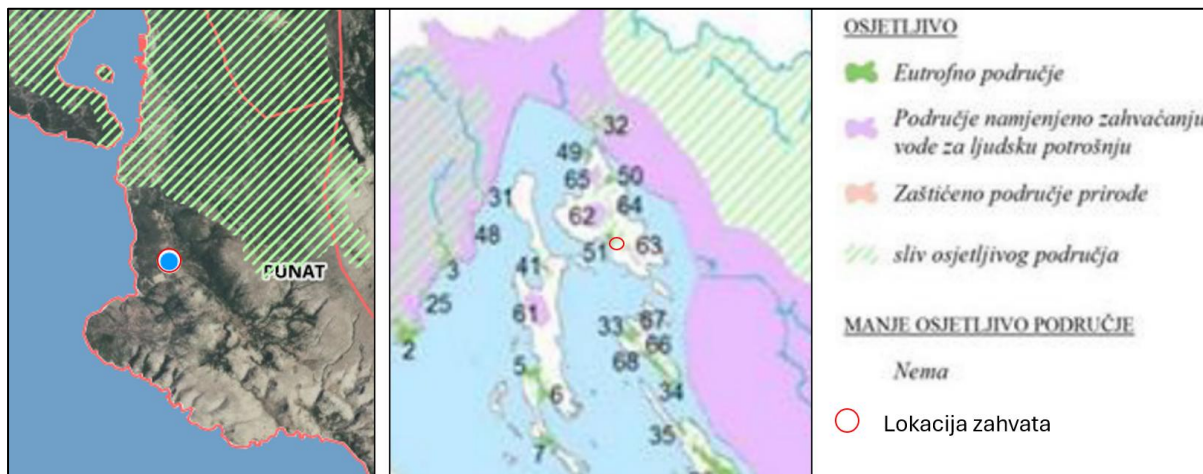 PUNAT
32
49
50
65
31
62
64
48
51
63
3
41
25
61
33
67
2
66
68
5
6
34
35
7
OSJETLJIVO
Eutrofno područje
Područje namjenjeno zahvaćanju
vode za ljudsku potrošnju
Zaštićeno područje prirode
sliv osjetljivog područja
MANJE OSJETLJIVO PODRUČJE
Nema
Lokacija zahvata